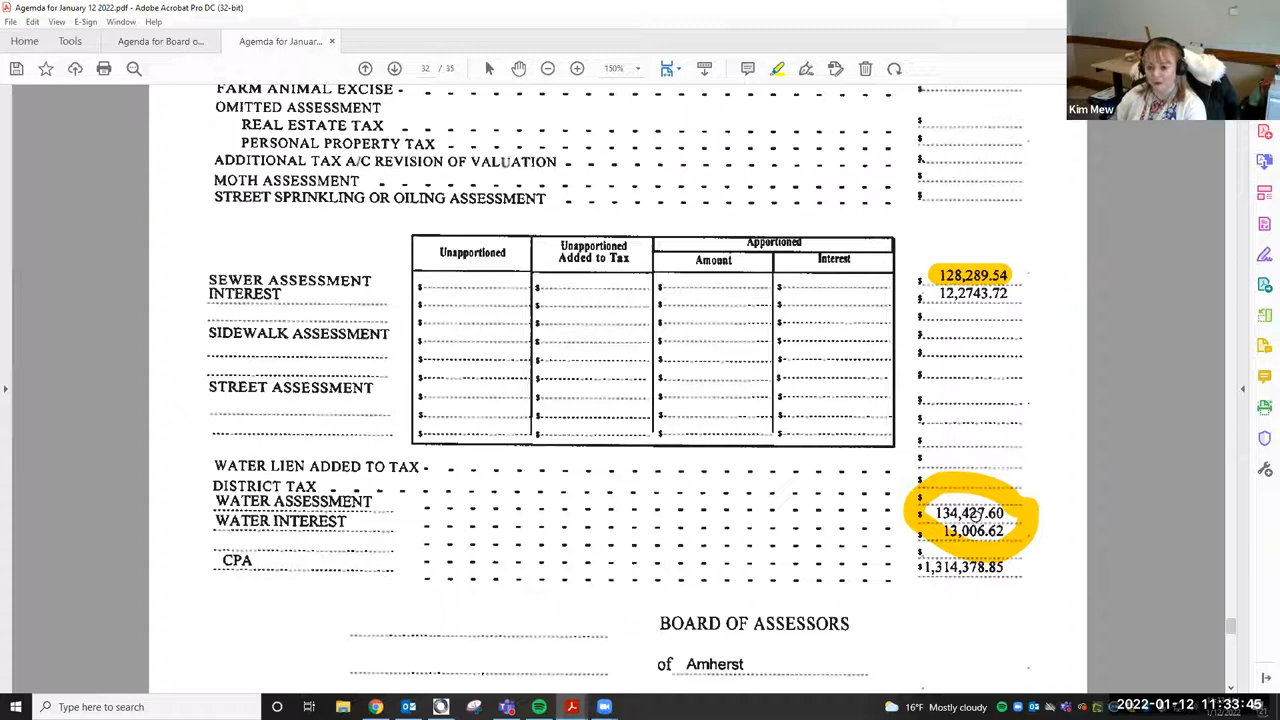 Agemda for January 12 2022.pdf - Adobe Acrobat Pro DC (32-bit)
File Edit View E-Sign Window Help
Home Tools Agemda for Board o... Agemda for Januar... ×
32 / 35 150%
Kim Mew
FARM ANIMAL EXCISE - $
OMITTED ASSESSMENT
REAL ESTATE TAX $
PERSONAL PROPERTY TAX $
ADDITIONAL TAX A/C REVISION OF VALUATION $
MOTH ASSESSMENT $
STREET SPRINKLING OR OILING ASSESSMENT $
Unapportioned Unapportioned Added to Tax Apportioned
Amount Interest
SEWER ASSESSMENT $ $ $ $ $ 128,289.54
INTEREST $ $ $ $ $ 12,2743.72
SIDEWALK ASSESSMENT
STREET ASSESSMENT
WATER LIEN ADDED TO TAX - $
DISTRICT TAX $
WATER ASSESSMENT $ 134,427.60
WATER INTEREST 13,006.62
CPA $ 1,314,378.85
BOARD OF ASSESSORS
of Amherst
Type here to search
16°F Mostly cloudy
2022-01-12 11:33:45